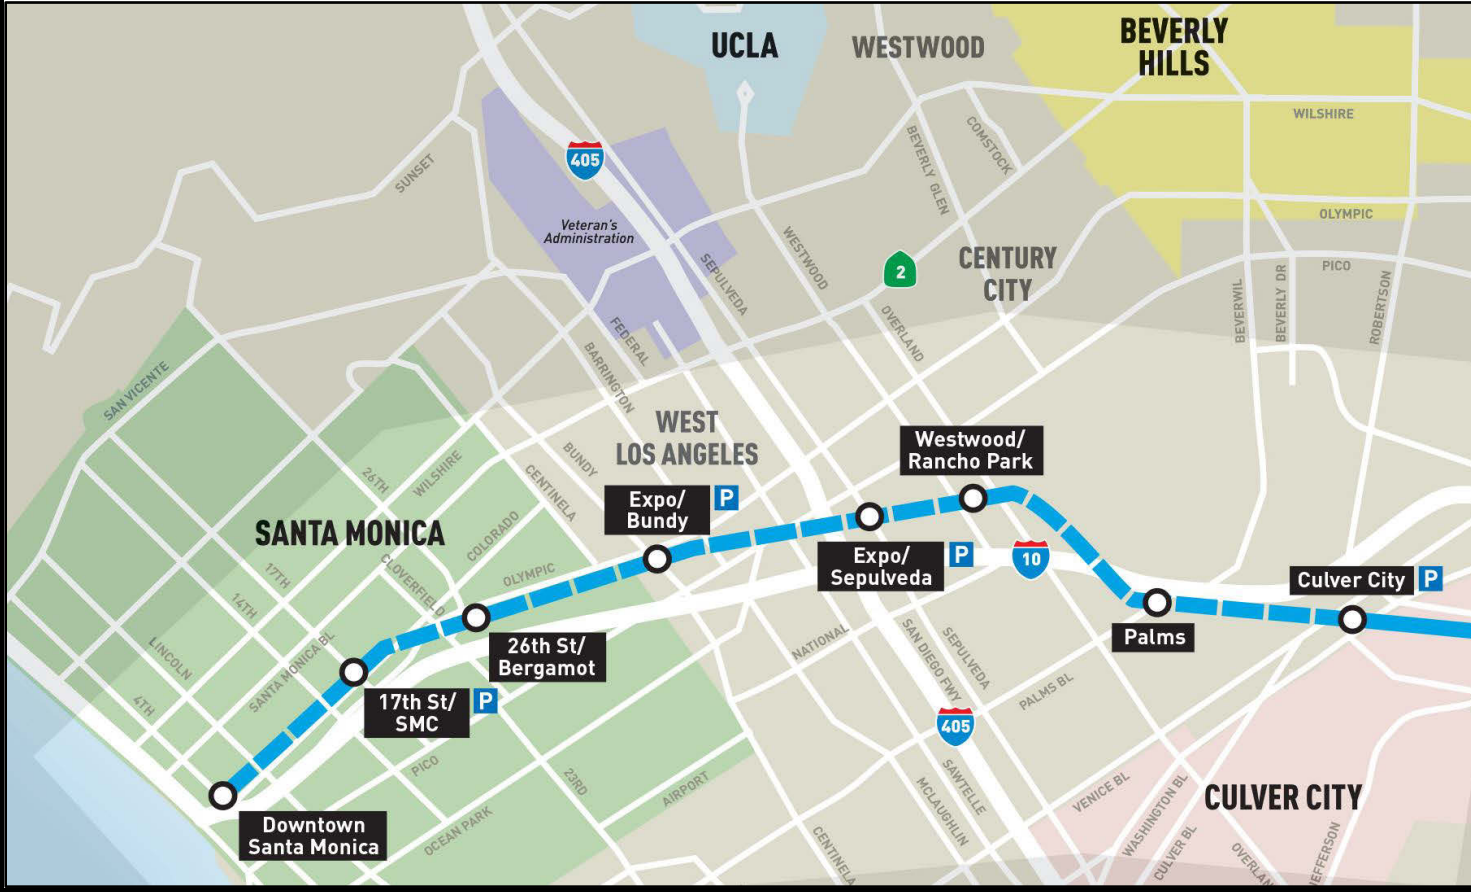 UCLA
WESTWOOD
BEVERLY
HILLS
WILSHIRE
405
SUNSET
BEVERLY GLEN
COMSTOCK
Veteran's
Administration
OLYMPIC
WESTWOOD
SEPULVEDA
2
CENTURY
CITY
PICO
BEVERWIL
BEVERLY DR
ROBERTSON
OVERLAND
FEDERAL
BARRINGTON
SAN VICENTE
WEST
LOS ANGELES
Westwood/
Rancho Park
BUNDY
CENTINELA
26TH
WILSHIRE
Expo/
Bundy
P
SANTA MONICA
COLORADO
CLOVERFIELD
OLYMPIC
Expo/
Sepulveda
P
10
Culver City
P
17TH
14TH
LINCOLN
SANTA MONICA BL
4TH
26th St/
Bergamot
Palms
NATIONAL
SAN DIEGO FWY
SEPULVEDA
PALMS BL
17th St/
SMC
P
405
PICO
23RD
AIRPORT
OCEAN PARK
SAWTELLE
MCLAUGHLIN
VENICE BL
WASHINGTON BL
CULVER BL
CULVER CITY
Downtown
Santa Monica
CENTINELA
OVERLAN
EFFERSON